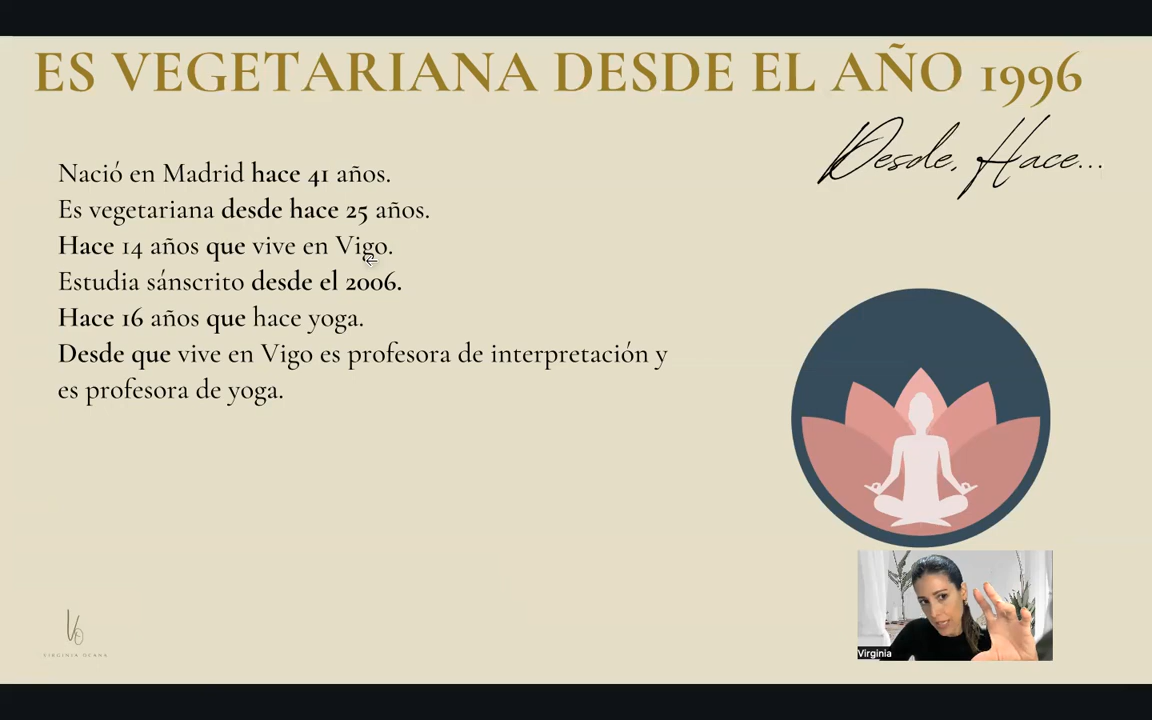 ES VEGETARIANA DESDE EL AÑO 1996
Desde, Hace...
Nació en Madrid hace 41 años.
Es vegetariana desde hace 25 años.
Hace 14 años que vive en Vigo.
Estudia sánscrito desde el 2006.
Hace 16 años que hace yoga.
Desde que vive en Vigo es profesora de interpretación y
es profesora de yoga.
VIRGINIA OCAÑA
Virginia